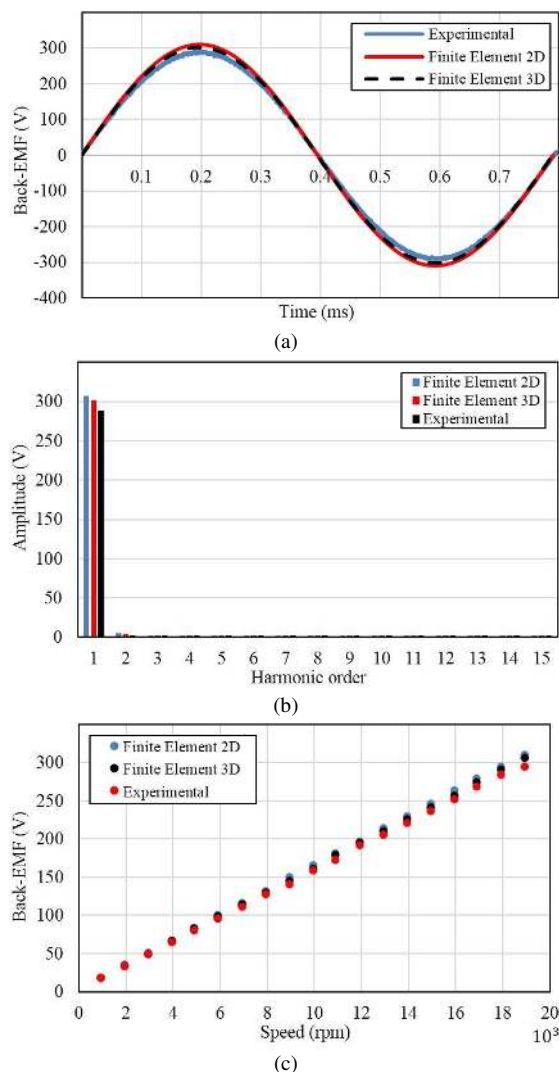 400
Experimental
300
Finite Element 2D
200
Finite Element 3D
100
0
0.1 0.2 0.3 0.4 0.5 0.6 0.7
-100
-200
-300
-400
Back-EMF (V)
Time (ms)
(a)
350
Finite Element 2D
300
Finite Element 3D
250
Experimental
200
150
100
50
0
Amplitude (V)
1 2 3 4 5 6 7 8 9 10 11 12 13 14 15
Harmonic order
(b)
350
Finite Element 2D
300
Finite Element 3D
250
Experimental
200
150
100
50
0
Back-EMF (V)
0 2 4 6 8 10 12 14 16 18 20
Speed (rpm)
10³
(c)